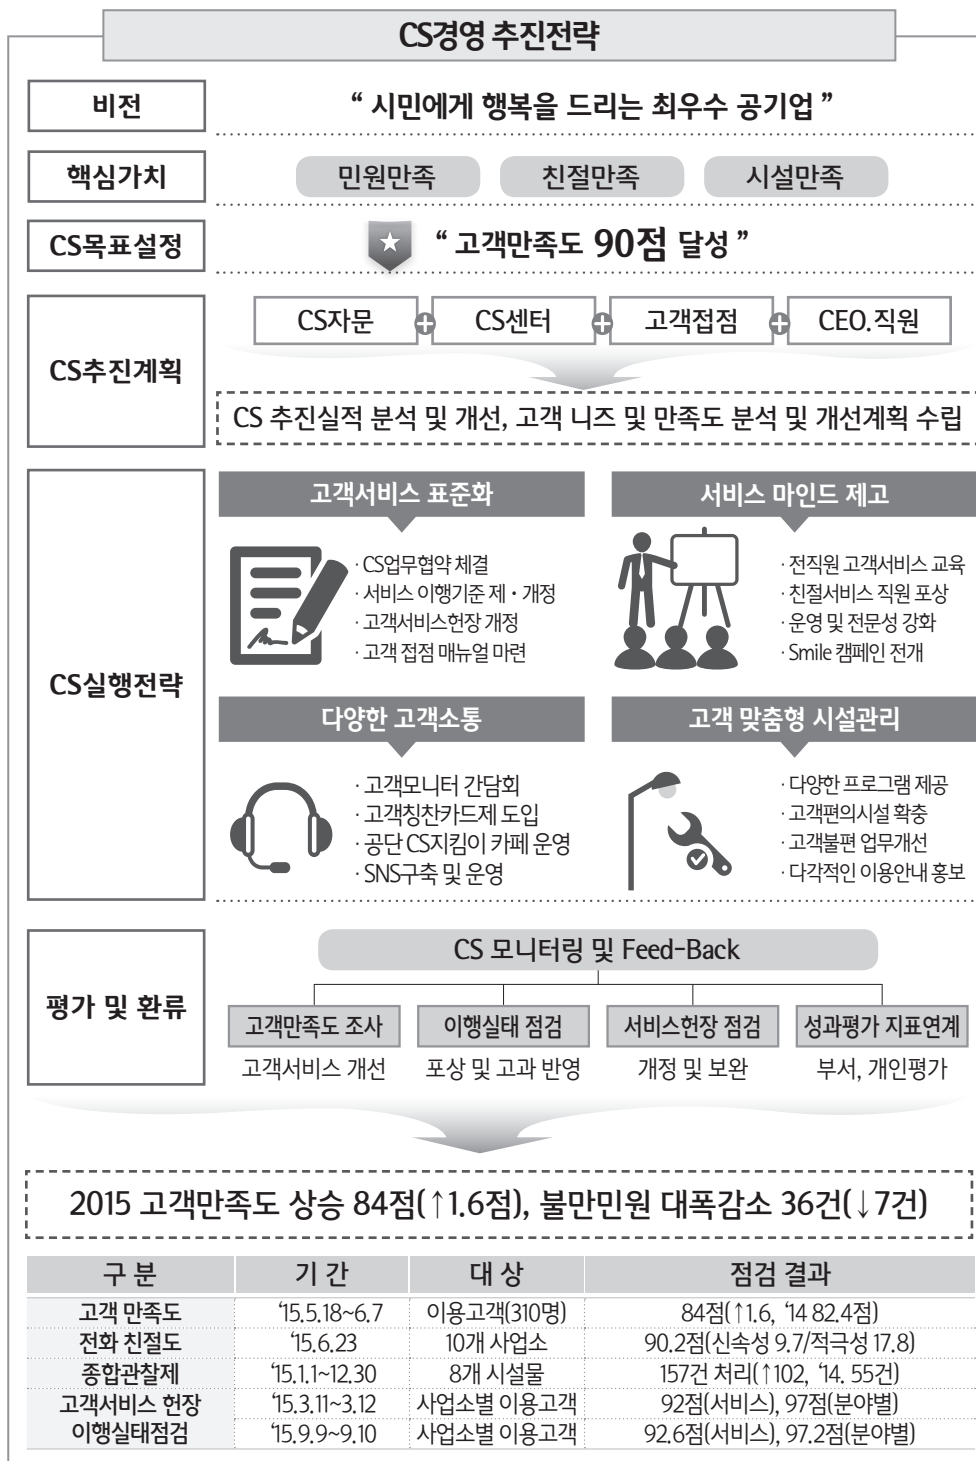 CS경영 추진전략
비전
“ 시민에게 행복을 드리는 최우수 공기업 ”
핵심가치
민원만족 친절만족 시설만족
CS목표설정
“ 고객만족도 90점 달성 ”
CS추진계획
CS자문 + CS센터 + 고객접점 + CEO.직원
CS 추진실적 분석 및 개선, 고객 니즈 및 만족도 분석 및 개선계획 수립
CS실행전략
고객서비스 표준화
· CS업무협약 체결
· 서비스 이행기준 제・개정
· 고객서비스헌장 개정
· 고객 접점 매뉴얼 마련
서비스 마인드 제고
· 전직원 고객서비스 교육
· 친절서비스 직원 포상
· 운영 및 전문성 강화
· Smile 캠페인 전개
다양한 고객소통
· 고객모니터 간담회
· 고객칭찬카드제 도입
· 공단 CS지킴이 카페 운영
· SNS구축 및 운영
고객 맞춤형 시설관리
· 다양한 프로그램 제공
· 고객편의시설 확충
· 고객불편 업무개선
· 다각적인 이용안내 홍보
평가 및 환류
CS 모니터링 및 Feed-Back
고객만족도 조사 이행실태 점검 서비스헌장 점검 성과평가 지표연계
고객서비스 개선 포상 및 고과 반영 개정 및 보완 부서, 개인평가
2015 고객만족도 상승 84점(↑1.6점), 불만민원 대폭감소 36건(↓7건)
구 분 기 간 대 상 점검 결과
고객 만족도 ‘15.5.18~6.7 이용고객(310명) 84점(↑1.6, ‘14 82.4점)
전화 친절도 ‘15.6.23 10개 사업소 90.2점(신속성 9.7/적극성 17.8)
종합관찰제 ‘15.1.1~12.30 8개 시설물 157건 처리(↑102, ‘14. 55건)
고객서비스 헌장 ‘15.3.11~3.12 사업소별 이용고객 92점(서비스), 97점(분야별)
이행실태점검 ‘15.9.9~9.10 사업소별 이용고객 92.6점(서비스), 97.2점(분야별)